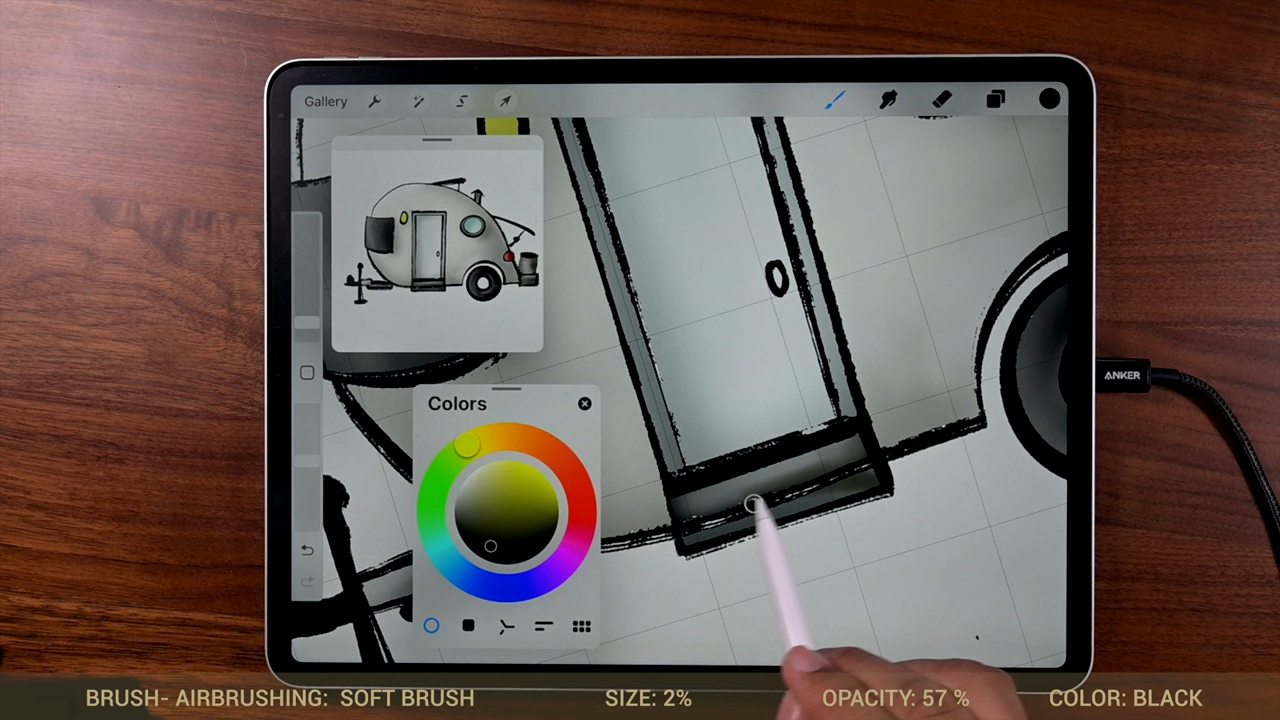 Gallery
Colors
ANKER
BRUSH- AIRBRUSHING: SOFT BRUSH SIZE: 2% OPACITY: 57 % COLOR: BLACK